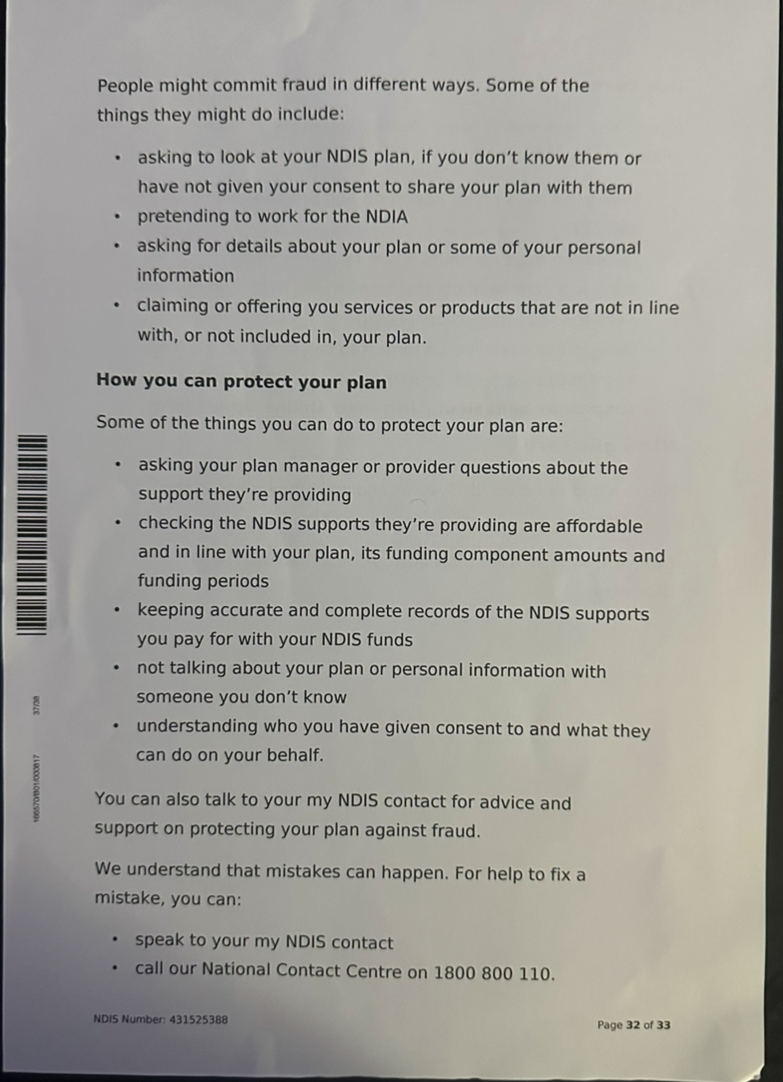 People might commit fraud in different ways. Some of the
things they might do include:
• asking to look at your NDIS plan, if you don't know them or
have not given your consent to share your plan with them
• pretending to work for the NDIA
• asking for details about your plan or some of your personal
information
• claiming or offering you services or products that are not in line
with, or not included in, your plan.
How you can protect your plan
Some of the things you can do to protect your plan are:
• asking your plan manager or provider questions about the
support they're providing
• checking the NDIS supports they're providing are affordable
and in line with your plan, its funding component amounts and
funding periods
• keeping accurate and complete records of the NDIS supports
you pay for with your NDIS funds
• not talking about your plan or personal information with
someone you don't know
• understanding who you have given consent to and what they
can do on your behalf.
You can also talk to your my NDIS contact for advice and
support on protecting your plan against fraud.
We understand that mistakes can happen. For help to fix a
mistake, you can:
• speak to your my NDIS contact
• call our National Contact Centre on 1800 800 110.
NDIS Number: 431525388
Page 32 of 33
37/38